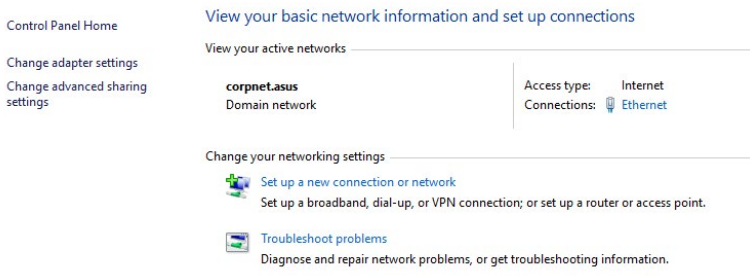 Control Panel Home
Change adapter settings
Change advanced sharing
settings
View your basic network information and set up connections
View your active networks
corpnet.asus
Domain network
Access type: Internet
Connections: Ethernet
Change your networking settings
Set up a new connection or network
Set up a broadband, dial-up, or VPN connection; or set up a router or access point.
Troubleshoot problems
Diagnose and repair network problems, or get troubleshooting information.